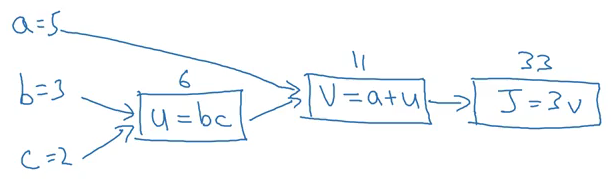 a=5
11
33
b=3
6
V=a+u
J=3v
u=bc
c=2